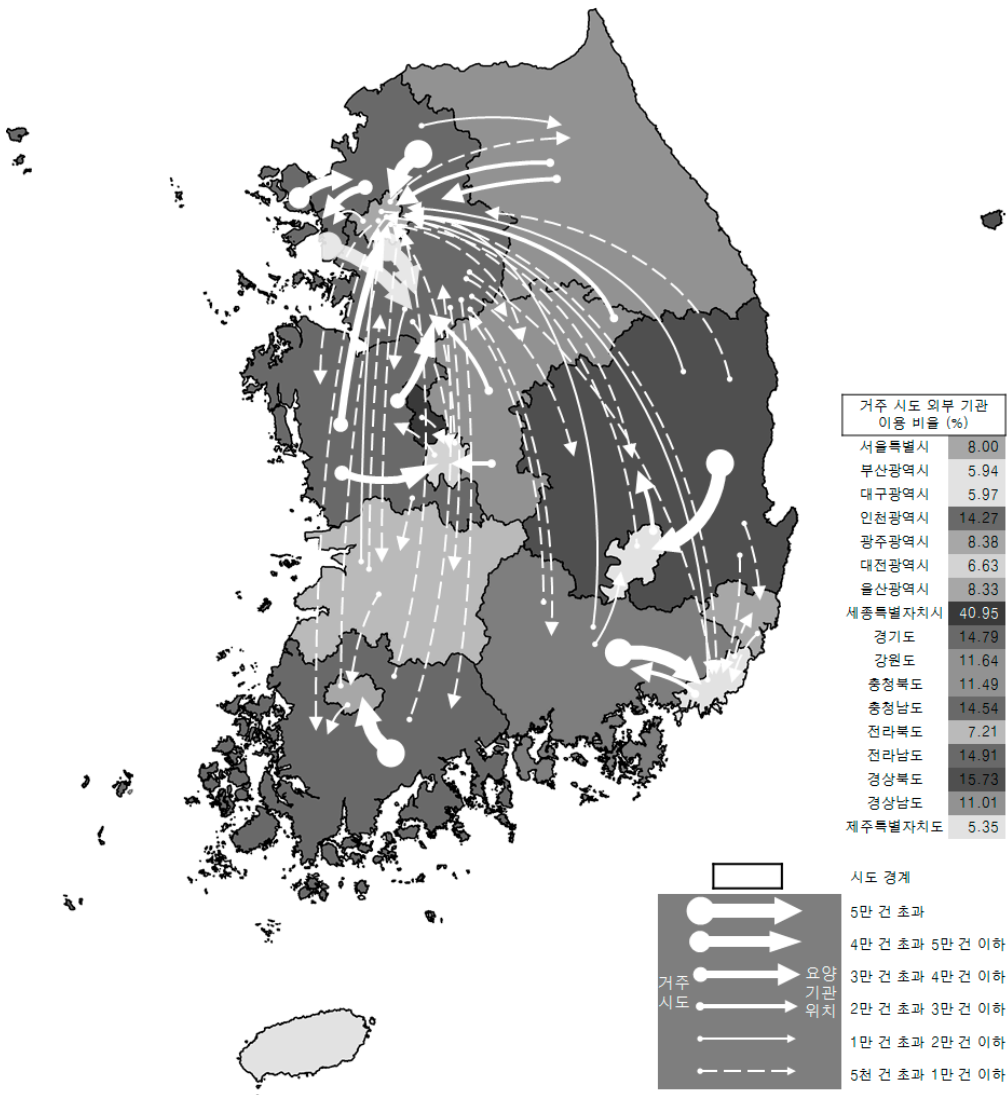 거주 시도 외부 기관
이용 비율 (%)
서울특별시 8.00
부산광역시 5.94
대구광역시 5.97
인천광역시 14.27
광주광역시 8.38
대전광역시 6.63
울산광역시 8.33
세종특별자치시 40.95
경기도 14.79
강원도 11.64
충청북도 11.49
충청남도 14.54
전라북도 7.21
전라남도 14.91
경상북도 15.73
경상남도 11.01
제주특별자치도 5.35
시도 경계
거주
시도
요양
기관
위치
5만 건 초과
4만 건 초과 5만 건 이하
3만 건 초과 4만 건 이하
2만 건 초과 3만 건 이하
1만 건 초과 2만 건 이하
5천 건 초과 1만 건 이하